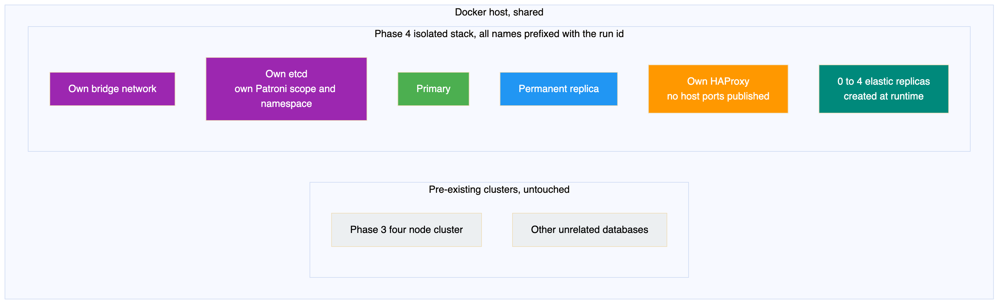 Docker host, shared
Phase 4 isolated stack, all names prefixed with the run id
Own bridge network
Own etcd
own Patroni scope and
namespace
Primary
Permanent replica
Own HAProxy
no host ports published
0 to 4 elastic replicas
created at runtime
Pre-existing clusters, untouched
Phase 3 four node cluster
Other unrelated databases